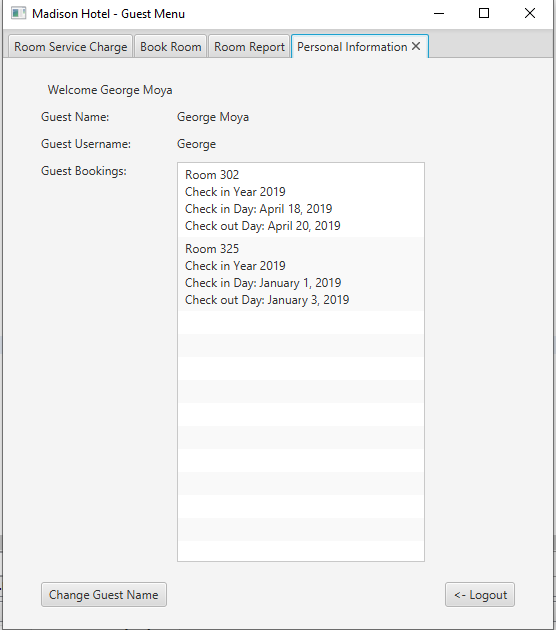 Madison Hotel - Guest Menu
Room Service Charge Book Room Room Report Personal Information
Welcome George Moya
Guest Name: George Moya
Guest Username: George
Guest Bookings:
Room 302
Check in Year 2019
Check in Day: April 18, 2019
Check out Day: April 20, 2019
Room 325
Check in Year 2019
Check in Day: January 1, 2019
Check out Day: January 3, 2019
Change Guest Name <- Logout